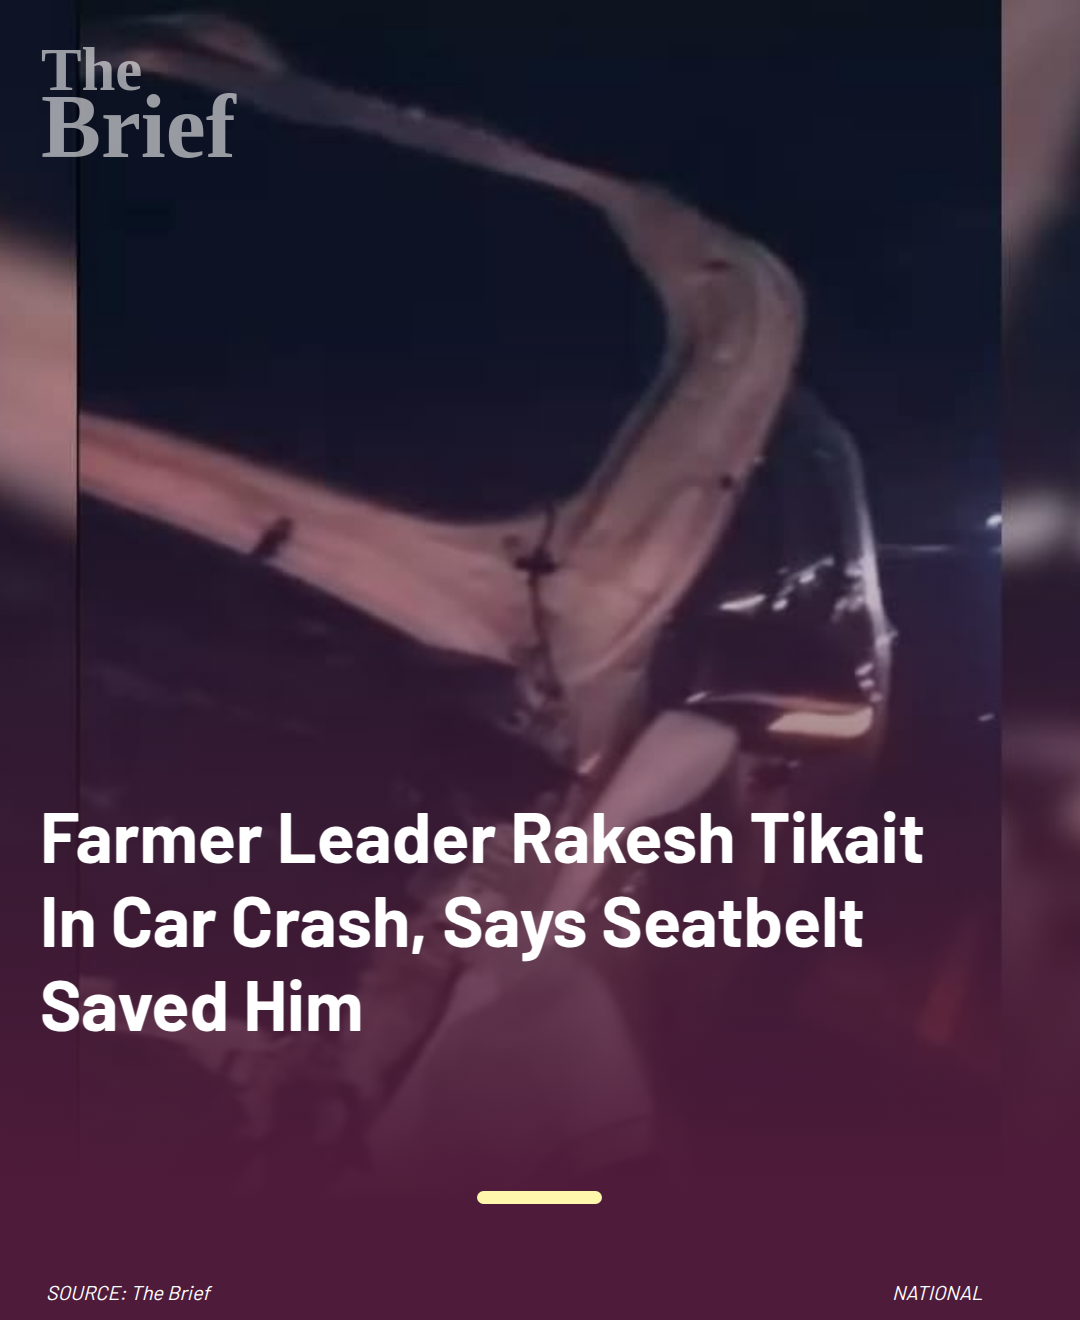 The
Brief
Farmer Leader Rakesh Tikait
In Car Crash, Says Seatbelt
Saved Him
SOURCE: The Brief
NATIONAL